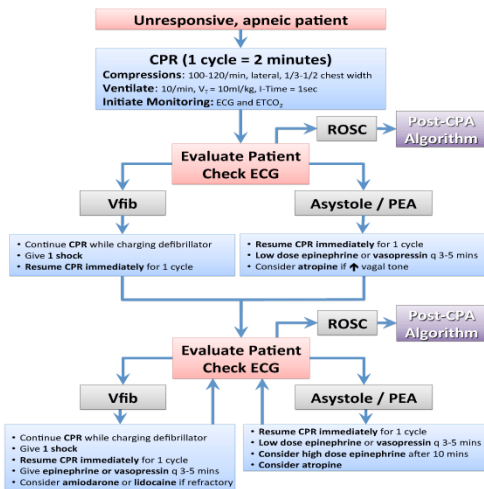 Unresponsive, apneic patient
CPR (1 cycle = 2 minutes)
Compressions: 100-120/min, lateral, 1/3-1/2 chest width
Ventilate: 10/min, VT = 10ml/kg, I-Time = 1sec
Initiate Monitoring: ECG and ETCO2
ROSC
Post-CPA
Algorithm
Evaluate Patient
Check ECG
Vfib
Asystole / PEA
• Continue CPR while charging defibrillator
• Give 1 shock
• Resume CPR immediately for 1 cycle
• Resume CPR immediately for 1 cycle
• Low dose epinephrine or vasopressin q 3-5 mins
• Consider atropine if ↑ vagal tone
ROSC
Post-CPA
Algorithm
Evaluate Patient
Check ECG
Vfib
Asystole / PEA
• Continue CPR while charging defibrillator
• Give 1 shock
• Resume CPR immediately for 1 cycle
• Give epinephrine or vasopressin q 3-5 mins
• Consider amiodarone or lidocaine if refractory
• Resume CPR immediately for 1 cycle
• Low dose epinephrine or vasopressin q 3-5 mins
• Consider high dose epinephrine after 10 mins
• Consider atropine